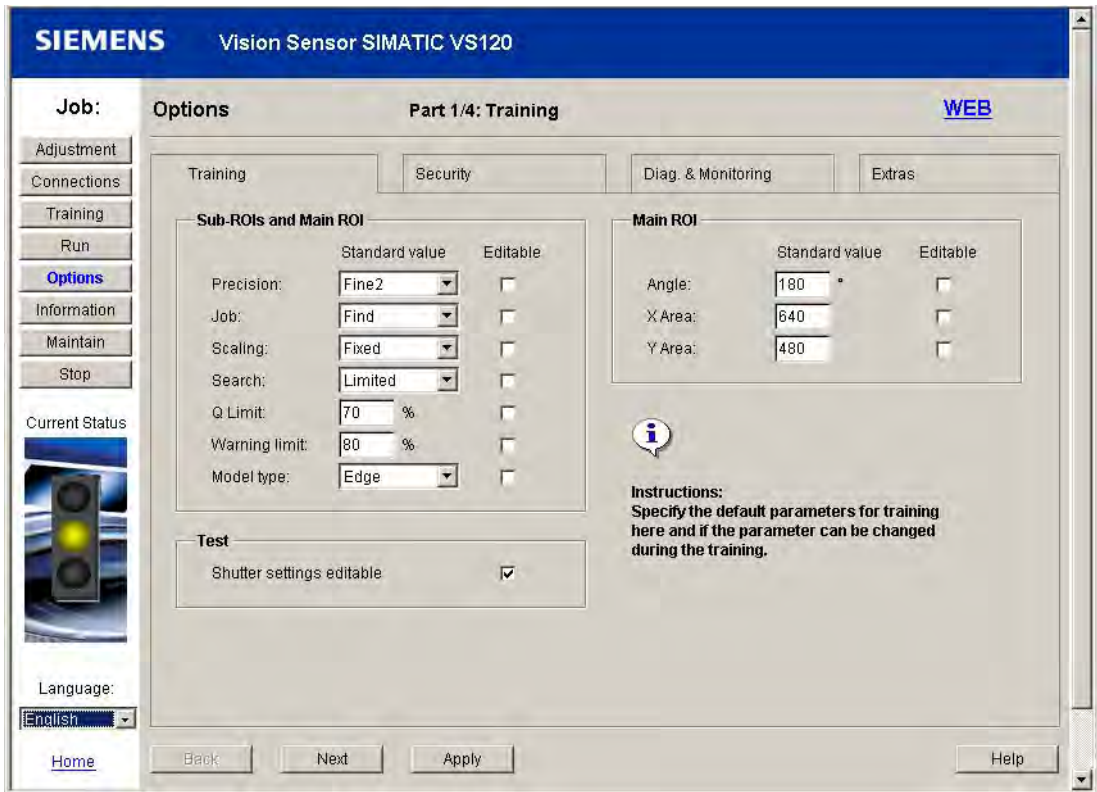 SIEMENS Vision Sensor SIMATIC VS120
Job:
Adjustment
Connections
Training
Run
Options
Information
Maintain
Stop
Current Status
Language:
English
Home
Options Part 1/4: Training WEB
Training Security Diag. & Monitoring Extras
Sub-ROIs and Main ROI
Standard value Editable
Precision: Fine2
Job: Find
Scaling: Fixed
Search: Limited
Q Limit: 70 %
Warning limit: 80 %
Model type: Edge
Test
Shutter settings editable
Main ROI
Standard value Editable
Angle: 180 °
X Area: 640
Y Area: 480
i
Instructions:
Specify the default parameters for training
here and if the parameter can be changed
during the training.
Back Next Apply Help